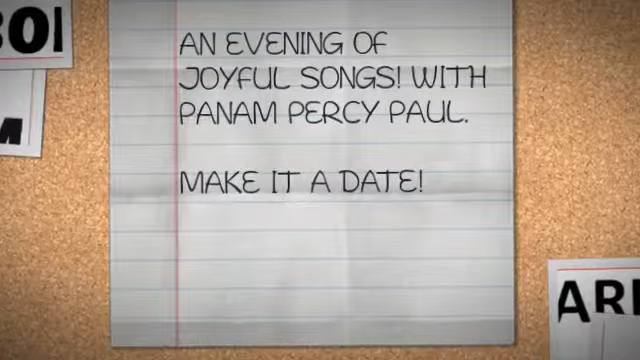 AN EVENING OF
JOYFUL SONGS! WITH
PANAM PERCY PAUL.
MAKE IT A DATE!